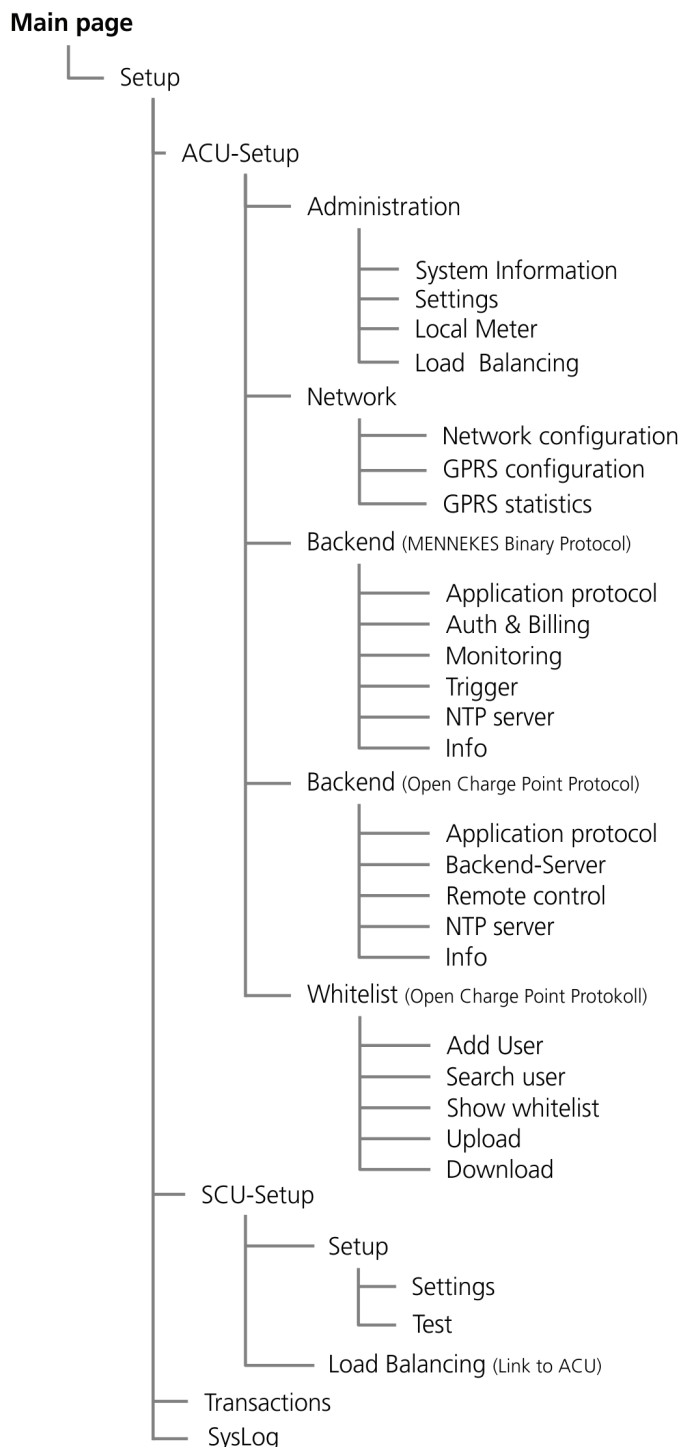 Main page
Setup
ACU-Setup
Administration
System Information
Settings
Local Meter
Load Balancing
Network
Network configuration
GPRS configuration
GPRS statistics
Backend (MENNEKES Binary Protocol)
Application protocol
Auth & Billing
Monitoring
Trigger
NTP server
Info
Backend (Open Charge Point Protocol)
Application protocol
Backend-Server
Remote control
NTP server
Info
Whitelist (Open Charge Point Protokoll)
Add User
Search user
Show whitelist
Upload
Download
SCU-Setup
Setup
Settings
Test
Load Balancing (Link to ACU)
Transactions
SysLog